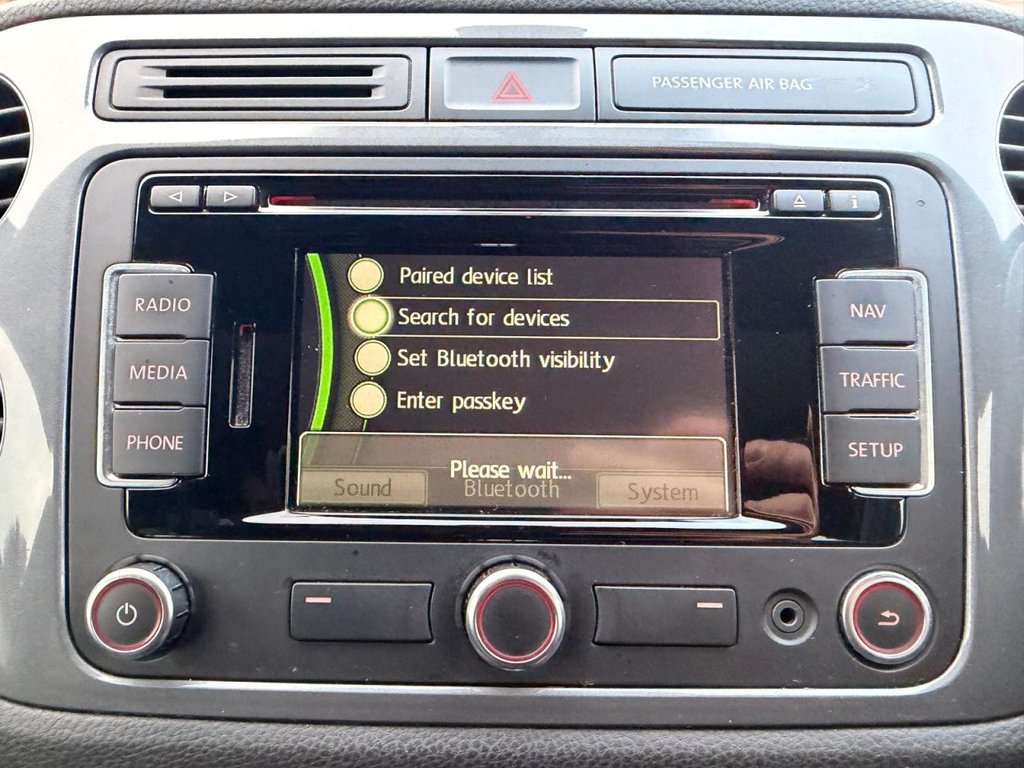 PASSENGER AIR BAG
i
RADIO
MEDIA
PHONE
Paired device list
Search for devices
Set Bluetooth visibility
Enter passkey
Please wait...
Sound
Bluetooth
System
NAV
TRAFFIC
SETUP